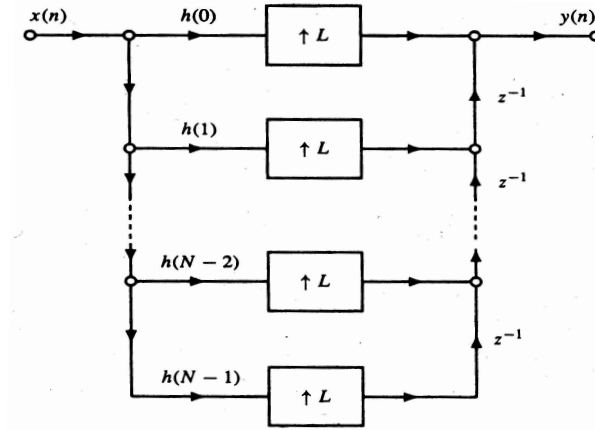 x(n) h(0) ↑ L y(n)
z⁻¹
h(1) ↑ L
z⁻¹
h(N − 2) ↑ L
z⁻¹
h(N − 1) ↑ L